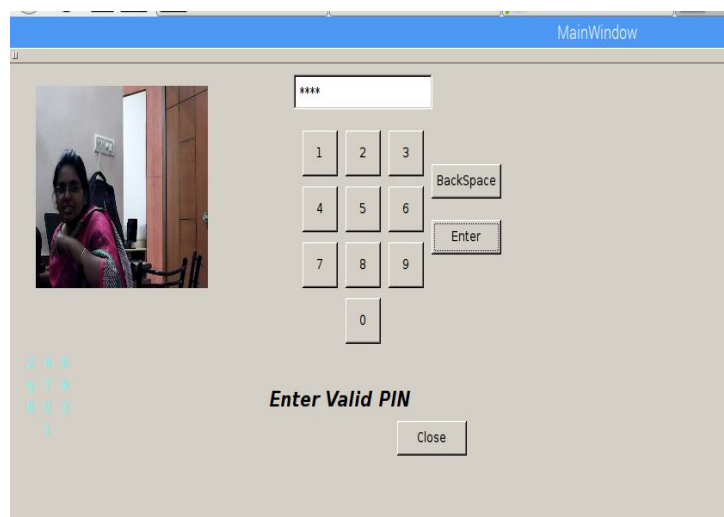 MainWindow
****
1 2 3
BackSpace
4 5 6
Enter
7 8 9
0
Enter Valid PIN
Close